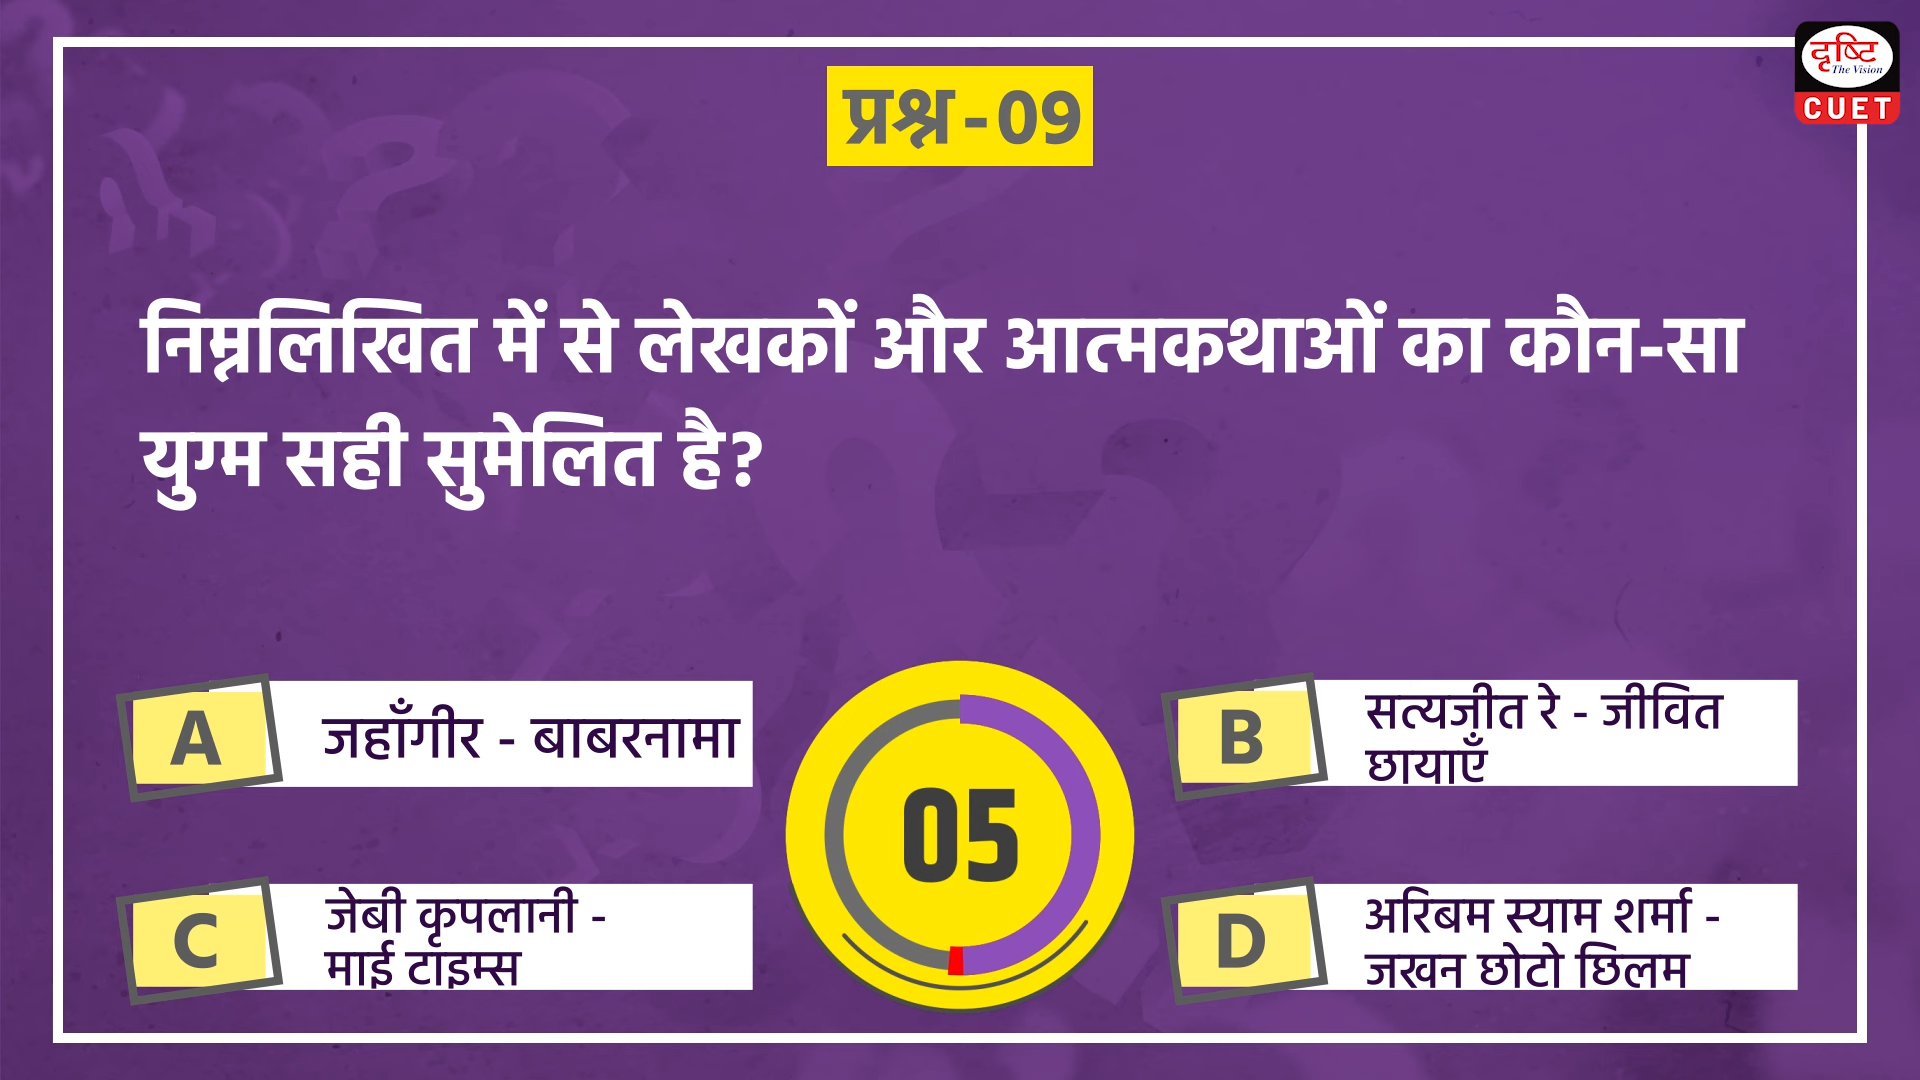 दृष्टि
The Vision
CUET
प्रश्न - 09
निम्नलिखित में से लेखकों और आत्मकथाओं का कौन-सा
युग्म सही सुमेलित है?
A
जहाँगीर - बाबरनामा
B
सत्यजीत रे - जीवित
छायाएँ
05
C
जेबी कृपलानी -
माई टाइम्स
D
अरिबम स्याम शर्मा -
जखन छोटो छिलम